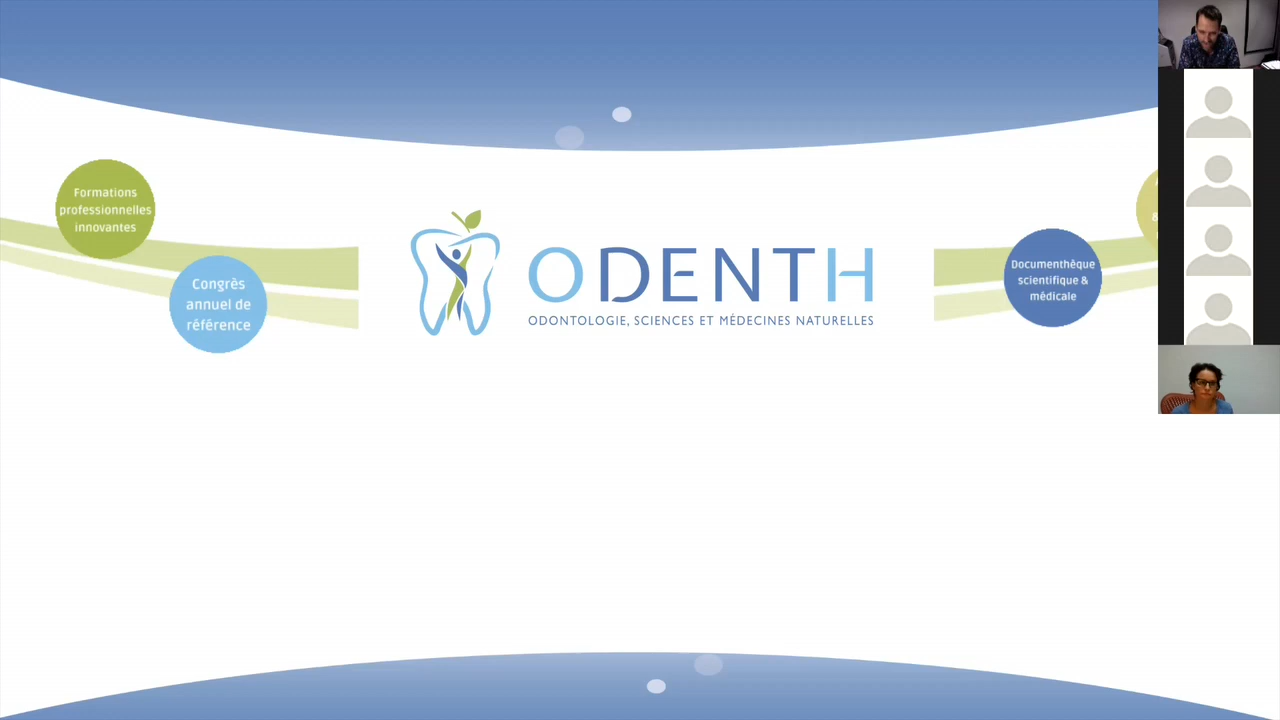 Formations
professionnelles
innovantes
Congrès
annuel de
référence
ODENTH
ODONTOLOGIE, SCIENCES ET MÉDECINES NATURELLES
Documenthèque
scientifique &
médicale
&